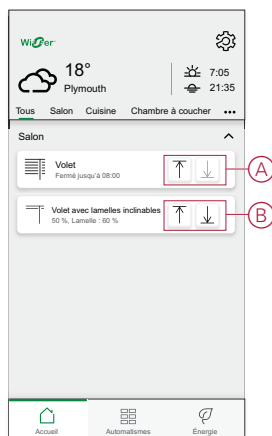 Wiser
18°
Plymouth
7:05
21:35
Tous Salon Cuisine Chambre à coucher
Salon
Volet
Fermé jusqu'à 08:00
A
Volet avec lamelles inclinables
50 %, Lamelle : 60 %
B
Accueil Automatismes Énergie